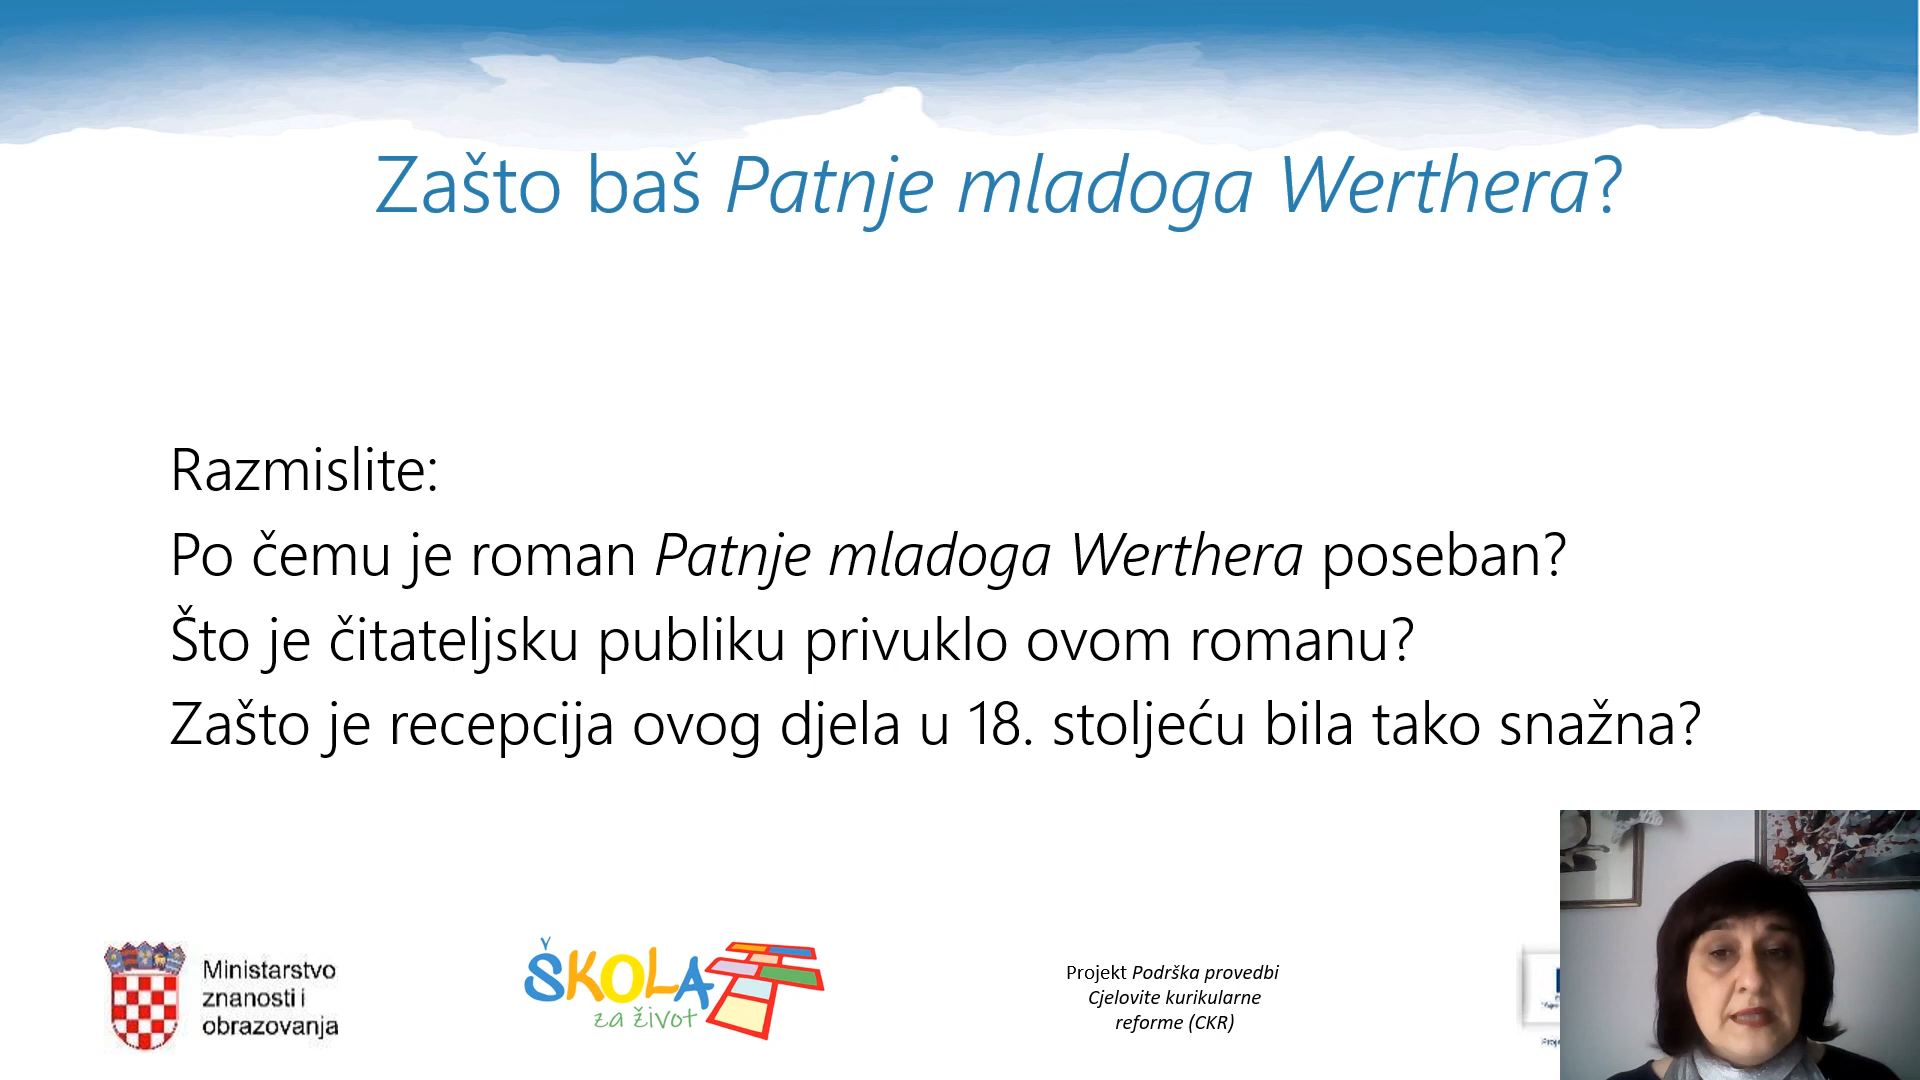 Zašto baš Patnje mladoga Werthera?
Razmislite:
Po čemu je roman Patnje mladoga Werthera poseban?
Što je čitateljsku publiku privuklo ovom romanu?
Zašto je recepcija ovog djela u 18. stoljeću bila tako snažna?
Ministarstvo
znanosti i
obrazovanja
ŠKOLA
za život
Projekt Podrška provedbi
Cjelovite kurikularne
reforme (CKR)